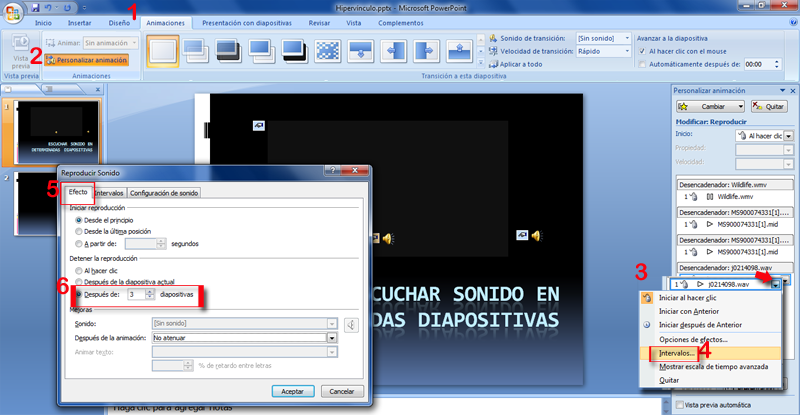 Hipervinculo.pptx - Microsoft PowerPoint
1
Inicio Insertar Diseño Animaciones Presentación con diapositivas Revisar Vista Complementos
2
Vista previa
Vista previa
Animar: Sin animación
Personalizar animación
Animaciones
Sonido de transición: [Sin sonido]
Velocidad de transición: Rápido
Aplicar a todo
Transición a esta diapositiva
Avanzar a la diapositiva
Al hacer clic con el mouse
Automáticamente después de: 00:00
1
ESCUCHAR SONIDO EN
DETERMINADAS DIAPOSITIVAS
2
CUCHAR SONIDO EN
DAS DIAPOSITIVAS
Haga clic para agregar notas
Reproducir Sonido
5
Efecto Intervalos Configuración de sonido
Iniciar reproducción
Desde el principio
Desde la última posición
A partir de: segundos
Detener la reproducción
Al hacer clic
Después de la diapositiva actual
6
Después de: 3 diapositivas
Mejoras
Sonido: [Sin sonido]
Después de la animación: No atenuar
Animar texto:
% de retardo entre letras
Aceptar Cancelar
Personalizar animación
Cambiar Quitar
Modificar: Reproducir
Inicio: Al hacer clic
Propiedad:
Velocidad:
Desencadenador: Wildlife.wmv
1 Wildlife.wmv
Desencadenador: MS900074331[1]....
1 MS900074331[1].mid
Desencadenador: MS900074331[1]....
1 MS900074331[1].mid
Desencadenador: j0214098.wav
3
1 j0214098.wav
Iniciar al hacer clic
Iniciar con Anterior
Iniciar después de Anterior
Opciones de efectos...
Intervalos... 4
Mostrar escala de tiempo avanzada
Quitar
Vista previa automática